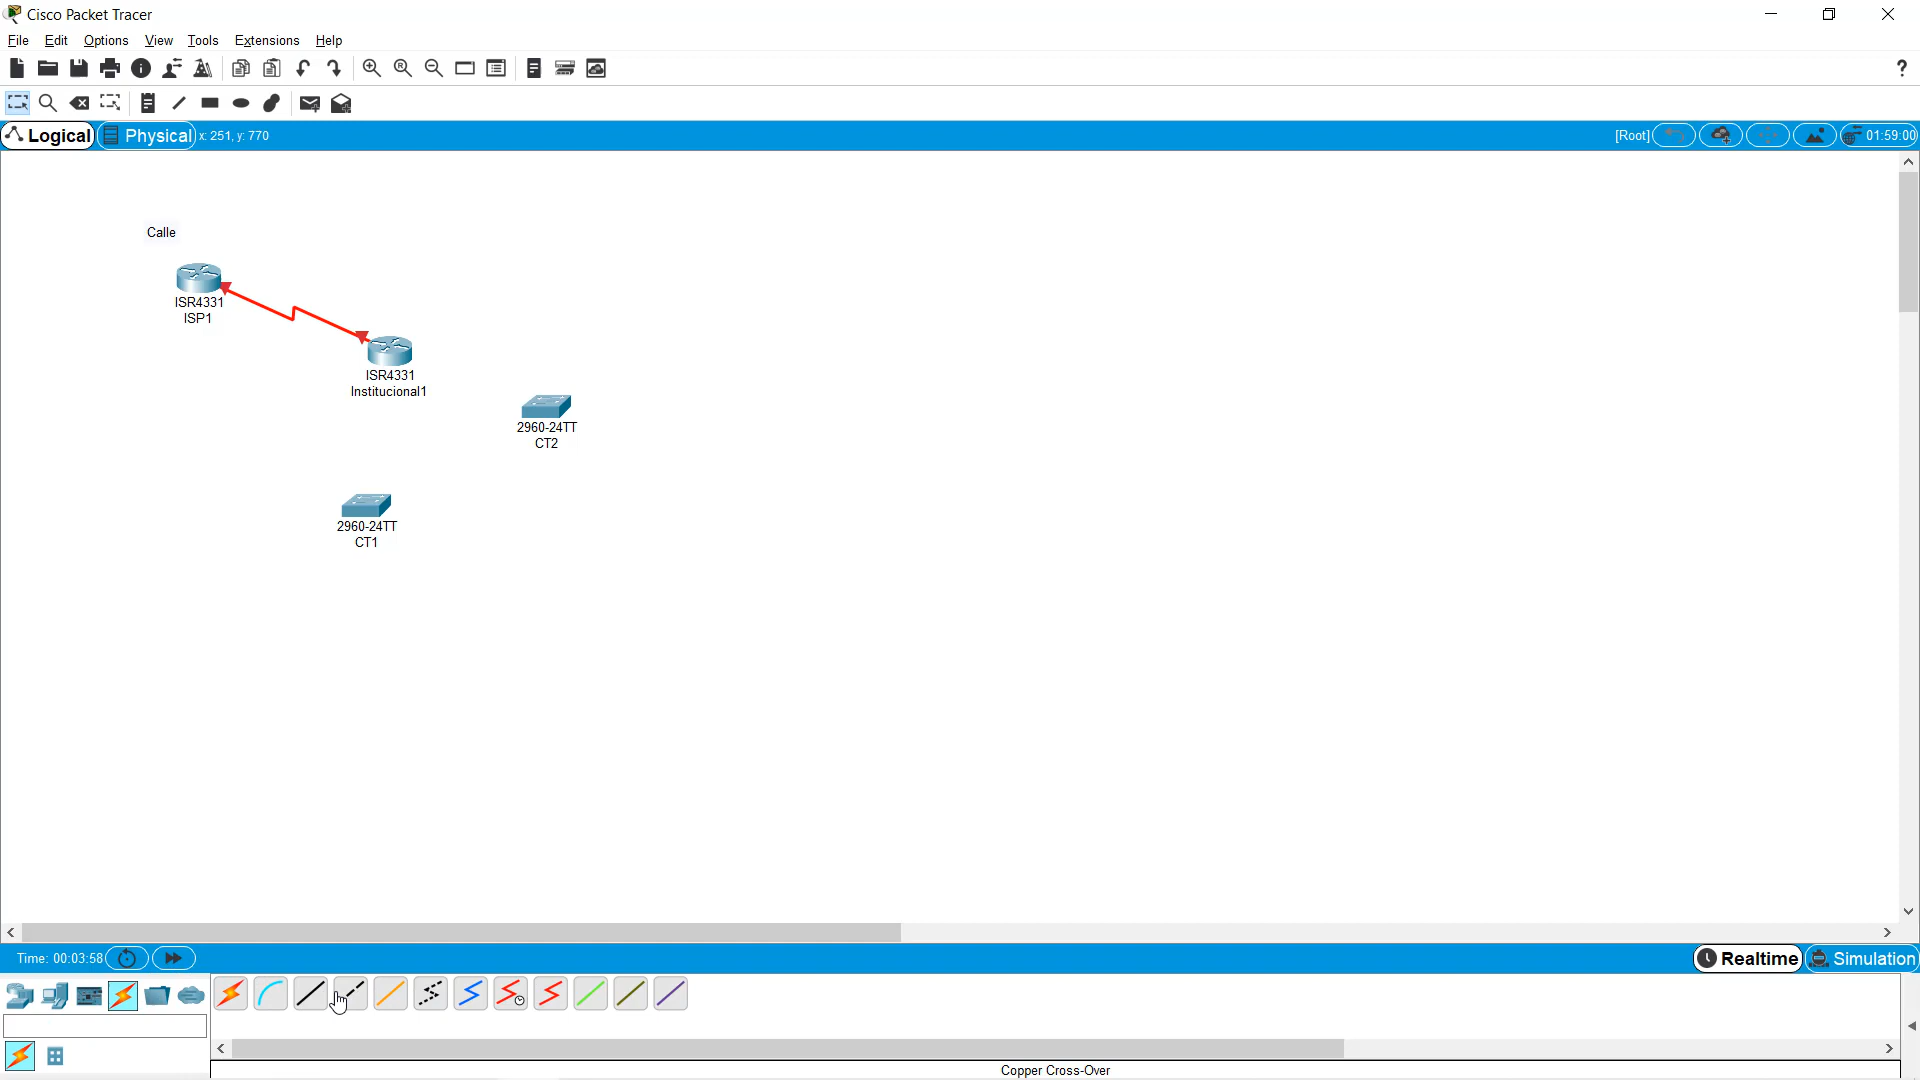 Cisco Packet Tracer
File Edit Options View Tools Extensions Help
?
Logical Physical x: 251, y: 770 [Root] 01:59:00
Calle
ISR4331
ISP1
ISR4331
Institucional1
2960-24TT
CT2
2960-24TT
CT1
Time: 00:03:58 Realtime Simulation
Copper Cross-Over